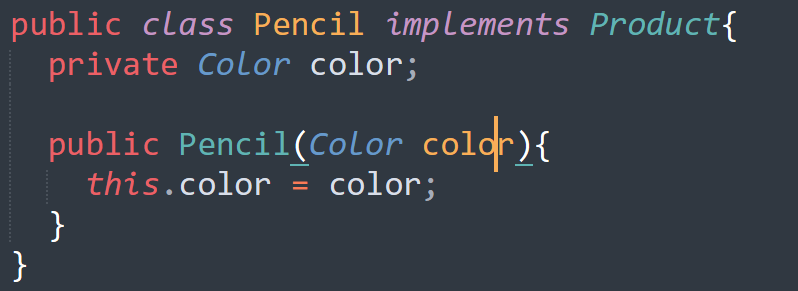 public class Pencil implements Product{
private Color color;
public Pencil(Color color){
this.color = color;
}
}